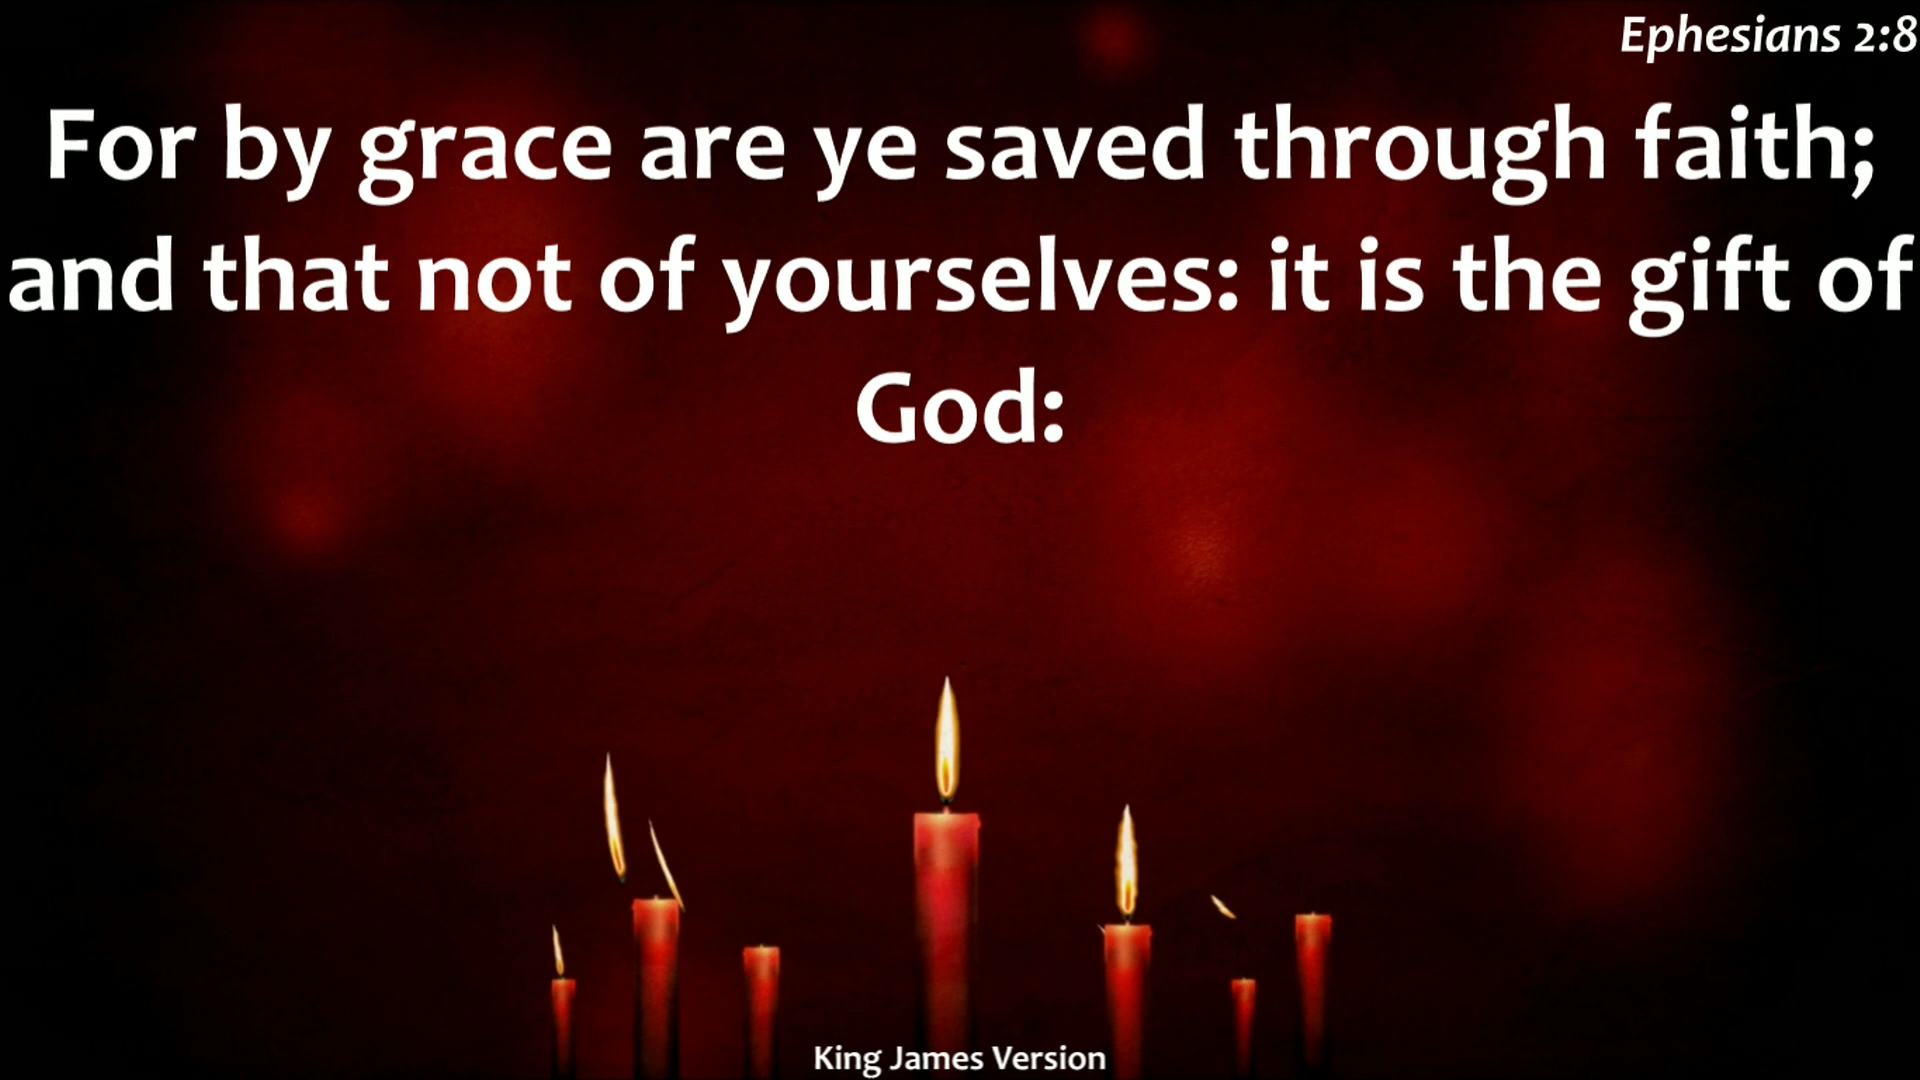 Ephesians 2:8
For by grace are ye saved through faith;
and that not of yourselves: it is the gift of
God:
King James Version